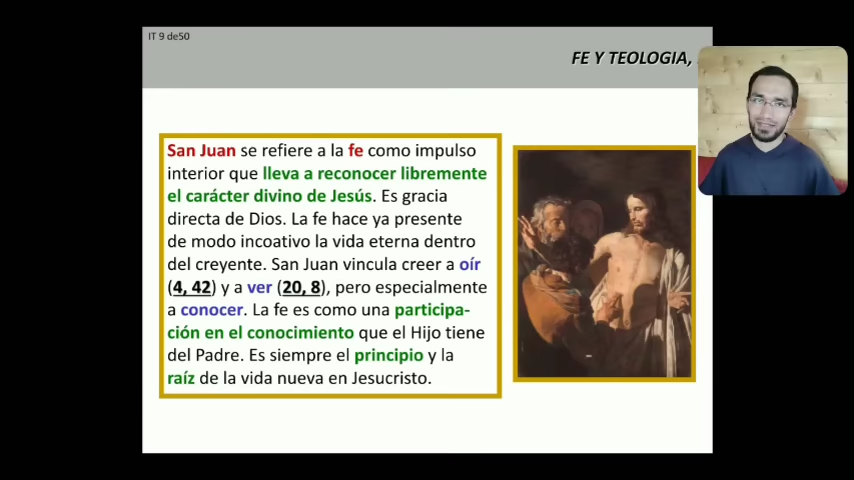 IT 9 de50
FE Y TEOLOGIA,
San Juan se refiere a la fe como impulso
interior que lleva a reconocer libremente
el carácter divino de Jesús. Es gracia
directa de Dios. La fe hace ya presente
de modo incoativo la vida eterna dentro
del creyente. San Juan vincula creer a oír
(4, 42) y a ver (20, 8), pero especialmente
a conocer. La fe es como una participa-
ción en el conocimiento que el Hijo tiene
del Padre. Es siempre el principio y la
raíz de la vida nueva en Jesucristo.